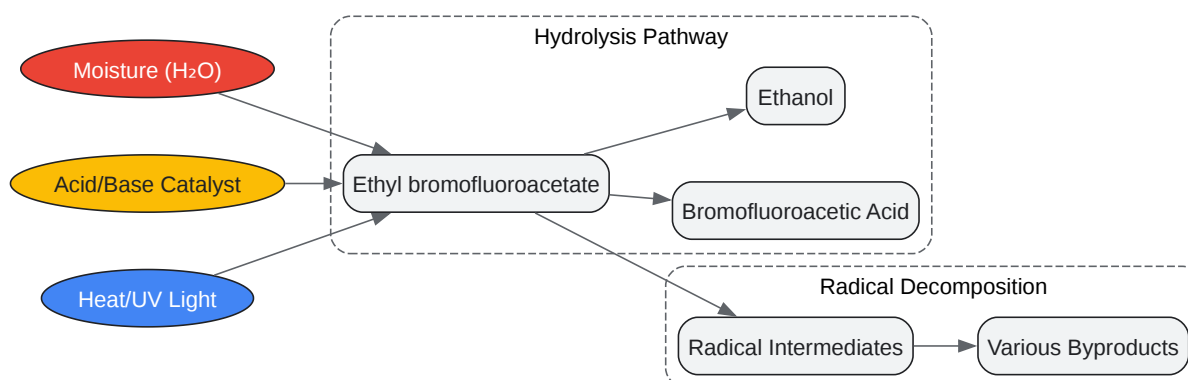 Hydrolysis Pathway
Moisture (H₂O)
Ethanol
Acid/Base Catalyst
Ethyl bromofluoroacetate
Bromofluoroacetic Acid
Heat/UV Light
Radical Decomposition
Radical Intermediates
Various Byproducts